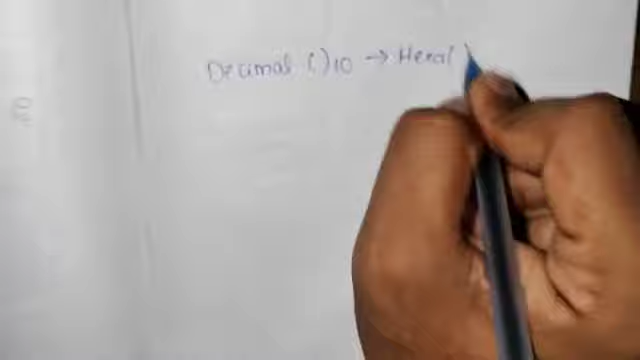 Decimal ( )10 → Hexa(